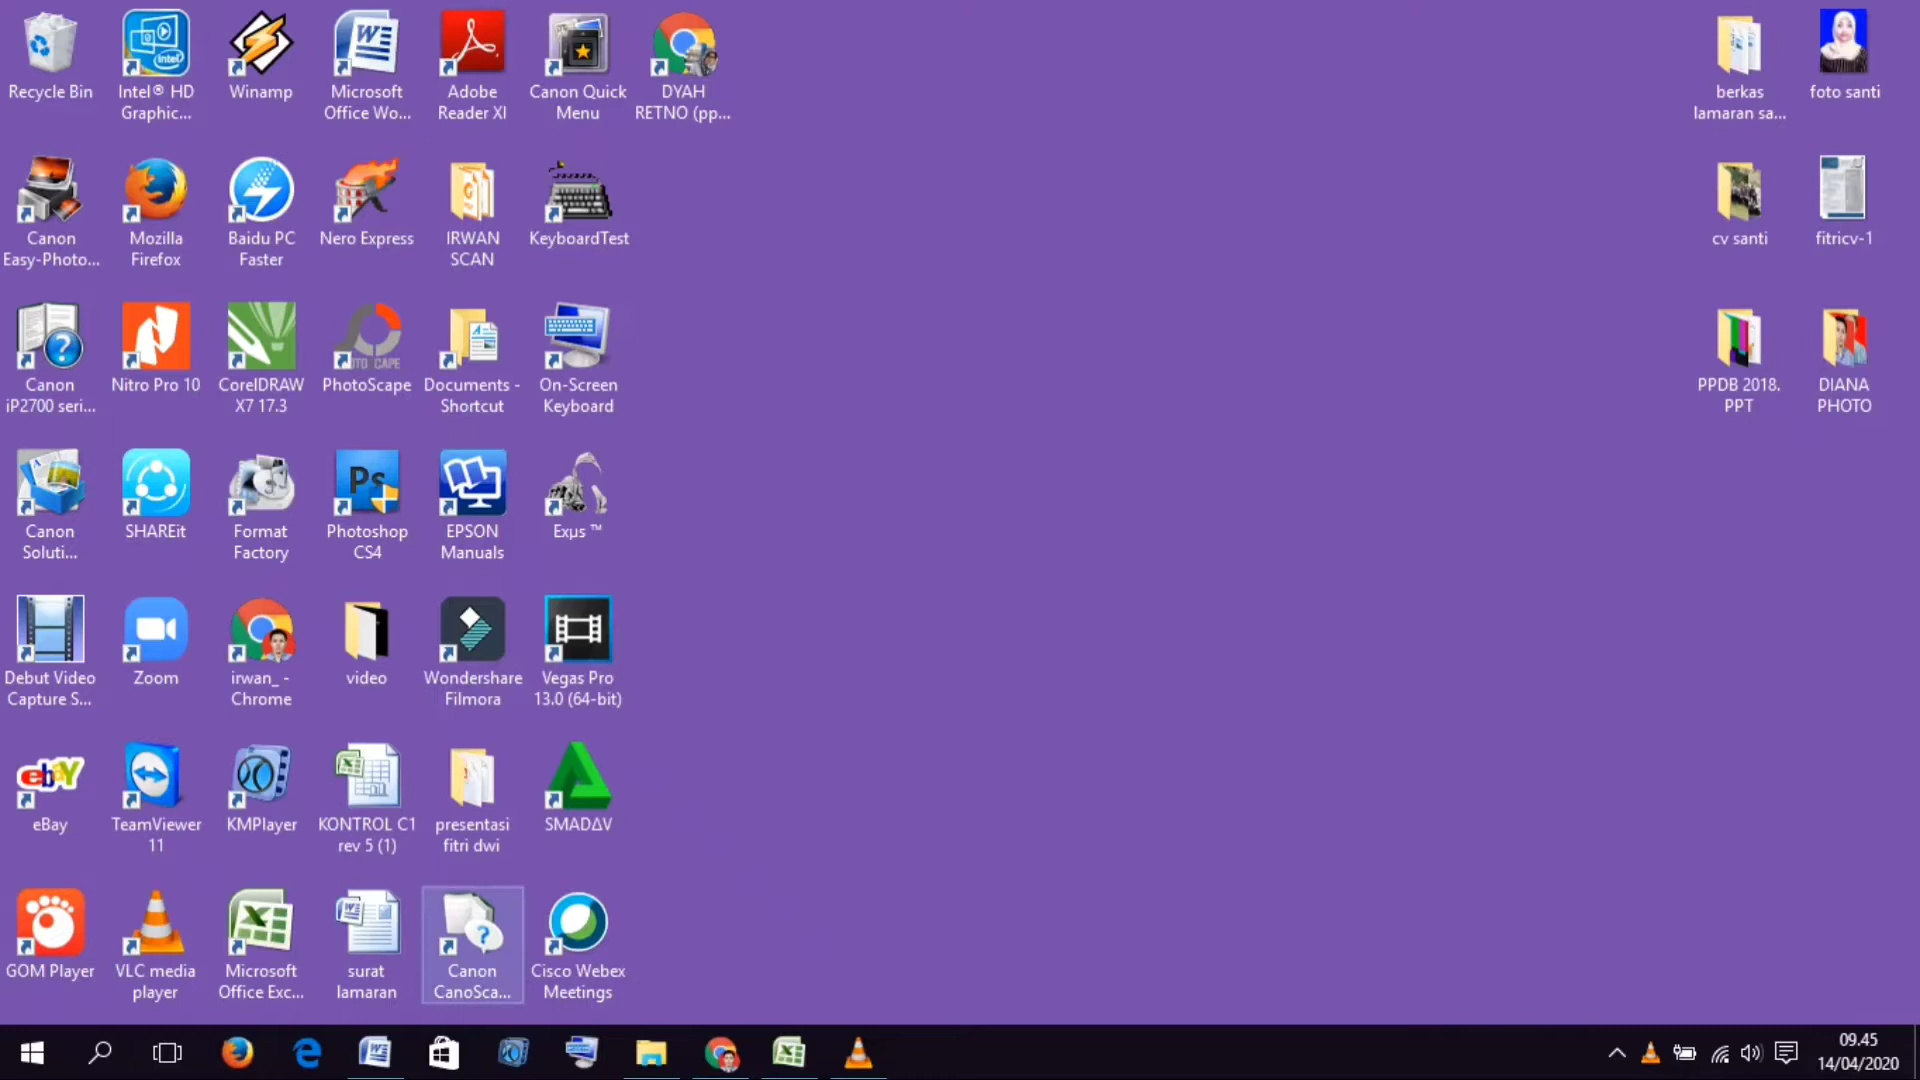 Recycle Bin
Intel® HD
Graphic...
Winamp
Microsoft
Office Wo...
Adobe
Reader XI
Canon Quick
Menu
DYAH
RETNO (pp...
berkas
lamaran sa...
foto santi
Canon
Easy-Photo...
Mozilla
Firefox
Baidu PC
Faster
Nero Express
IRWAN
SCAN
KeyboardTest
cv santi
fitricv-1
Canon
iP2700 seri...
Nitro Pro 10
CorelDRAW
X7 17.3
PhotoScape
Documents -
Shortcut
On-Screen
Keyboard
PPDB 2018.
PPT
DIANA
PHOTO
Canon
Soluti...
SHAREit
Format
Factory
Ps
Photoshop
CS4
EPSON
Manuals
Exμs ™
Debut Video
Capture S...
Zoom
irwan_ -
Chrome
video
Wondershare
Filmora
Vegas Pro
13.0 (64-bit)
ebay
eBay
TeamViewer
11
KMPlayer
KONTROL C1
rev 5 (1)
presentasi
fitri dwi
SMADΔV
GOM Player
VLC media
player
Microsoft
Office Exc...
surat
lamaran
Canon
CanoSca...
Cisco Webex
Meetings
09.45
14/04/2020